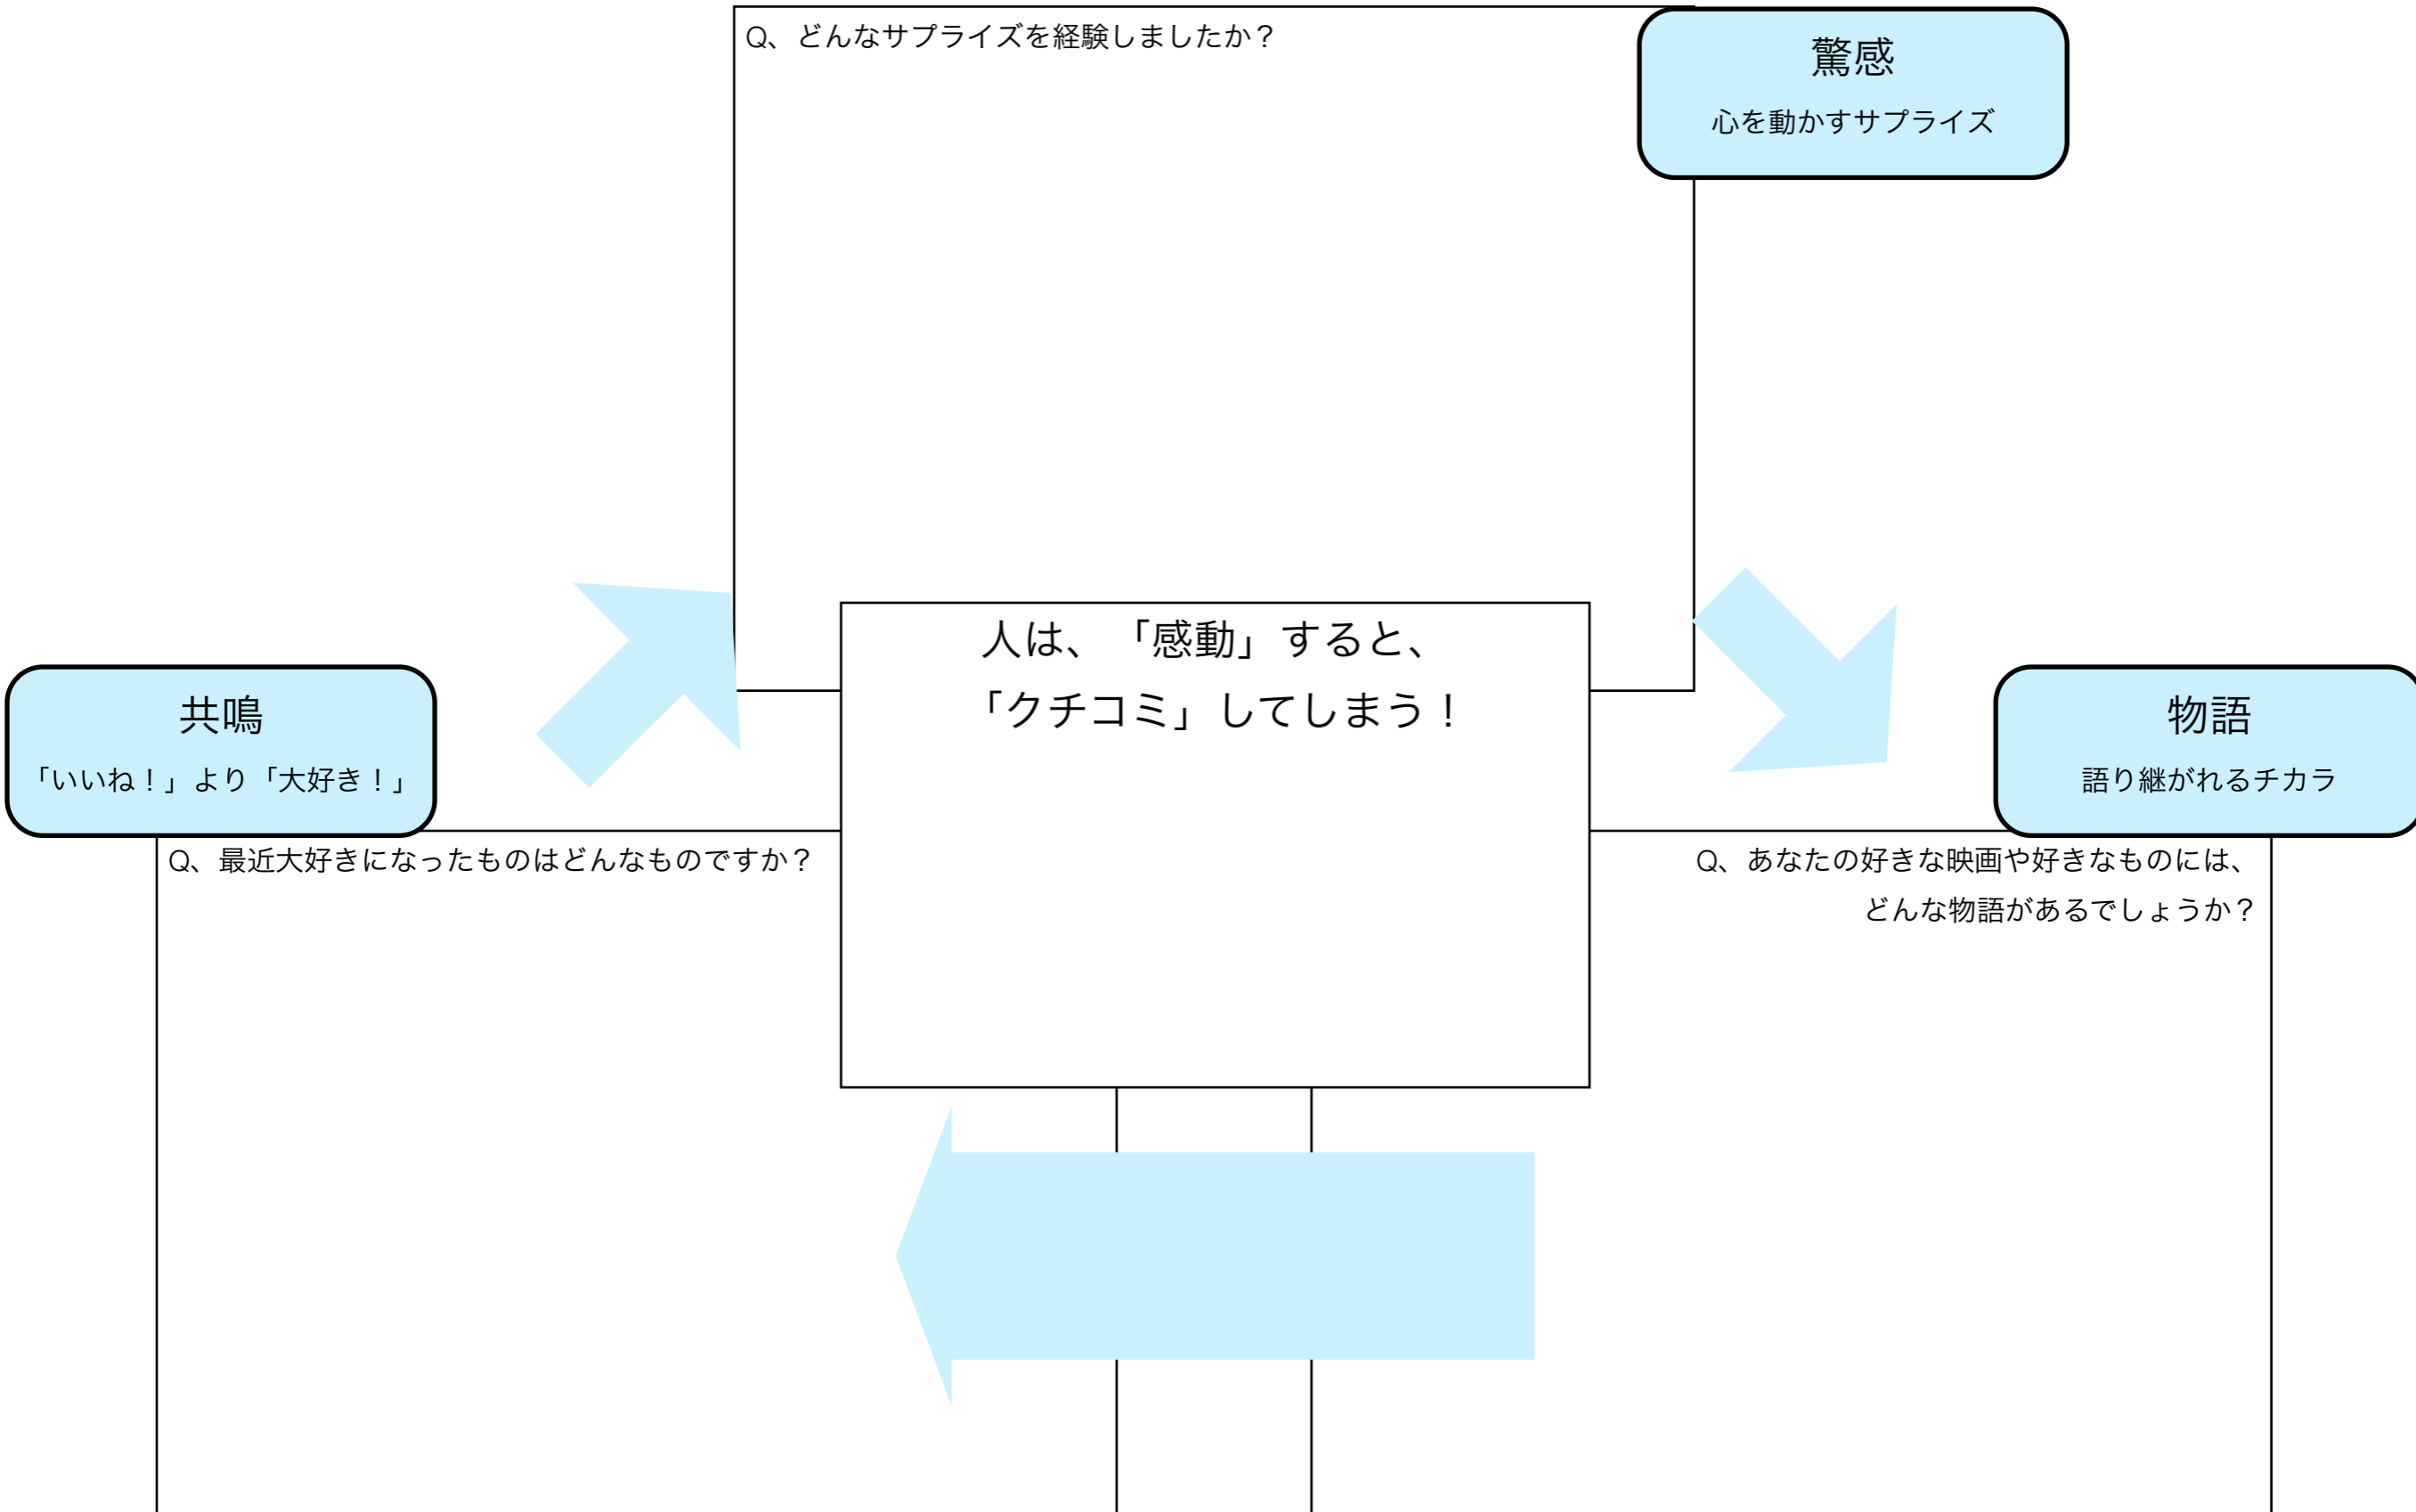 Q、どんなサプライズを経験しましたか？
驚感
心を動かすサプライズ
人は、「感動」すると、
「クチコミ」してしまう！
共鳴
「いいね！」より「大好き！」
Q、最近大好きになったものはどんなものですか？
物語
語り継がれるチカラ
Q、あなたの好きな映画や好きなものには、
どんな物語があるでしょうか？